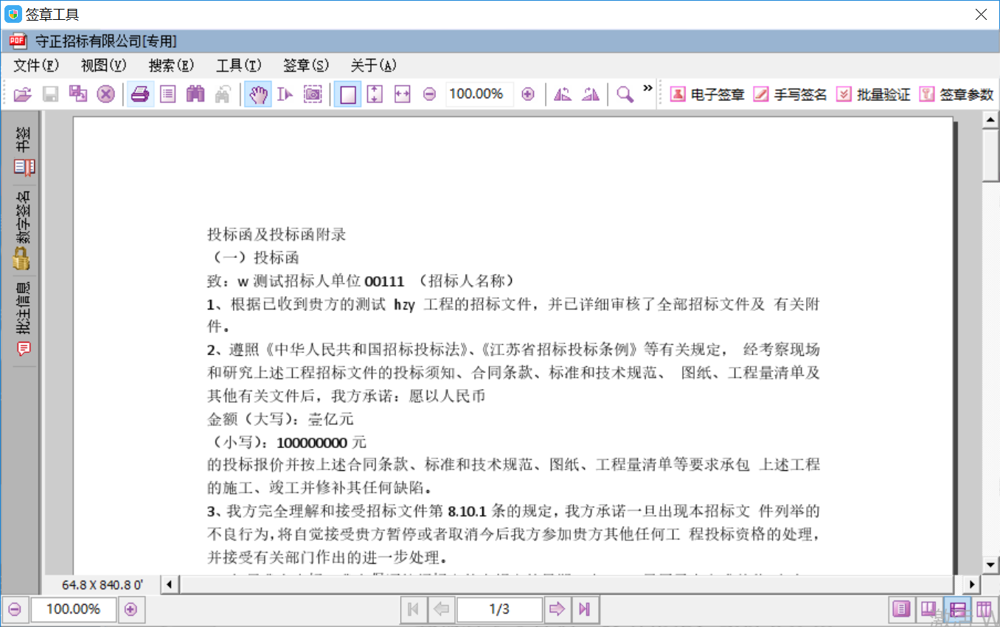 签章工具
守正招标有限公司[专用]
文件(F) 视图(V) 搜索(E) 工具(T) 签章(S) 关于(A)
100.00% » 电子签章 手写签名 批量验证 签章参数
书签
数字签名
批注信息
投标函及投标函附录
（一）投标函
致：w 测试招标人单位 00111 （招标人名称）
1、根据已收到贵方的测试 hzy 工程的招标文件，并已详细审核了全部招标文件及 有关附
件。
2、遵照《中华人民共和国招标投标法》、《江苏省招标投标条例》等有关规定， 经考察现场
和研究上述工程招标文件的投标须知、合同条款、标准和技术规范、 图纸、工程量清单及
其他有关文件后，我方承诺：愿以人民币
金额（大写）：壹亿元
（小写）：100000000 元
的投标报价并按上述合同条款、标准和技术规范、图纸、工程量清单等要求承包 上述工程
的施工、竣工并修补其任何缺陷。
3、我方完全理解和接受招标文件第 8.10.1 条的规定，我方承诺一旦出现本招标文 件列举的
不良行为，将自觉接受贵方暂停或者取消今后我方参加贵方其他任何工 程投标资格的处理，
并接受有关部门作出的进一步处理。
64.8 X 840.8 0'
100.00% 1/3
激活 W